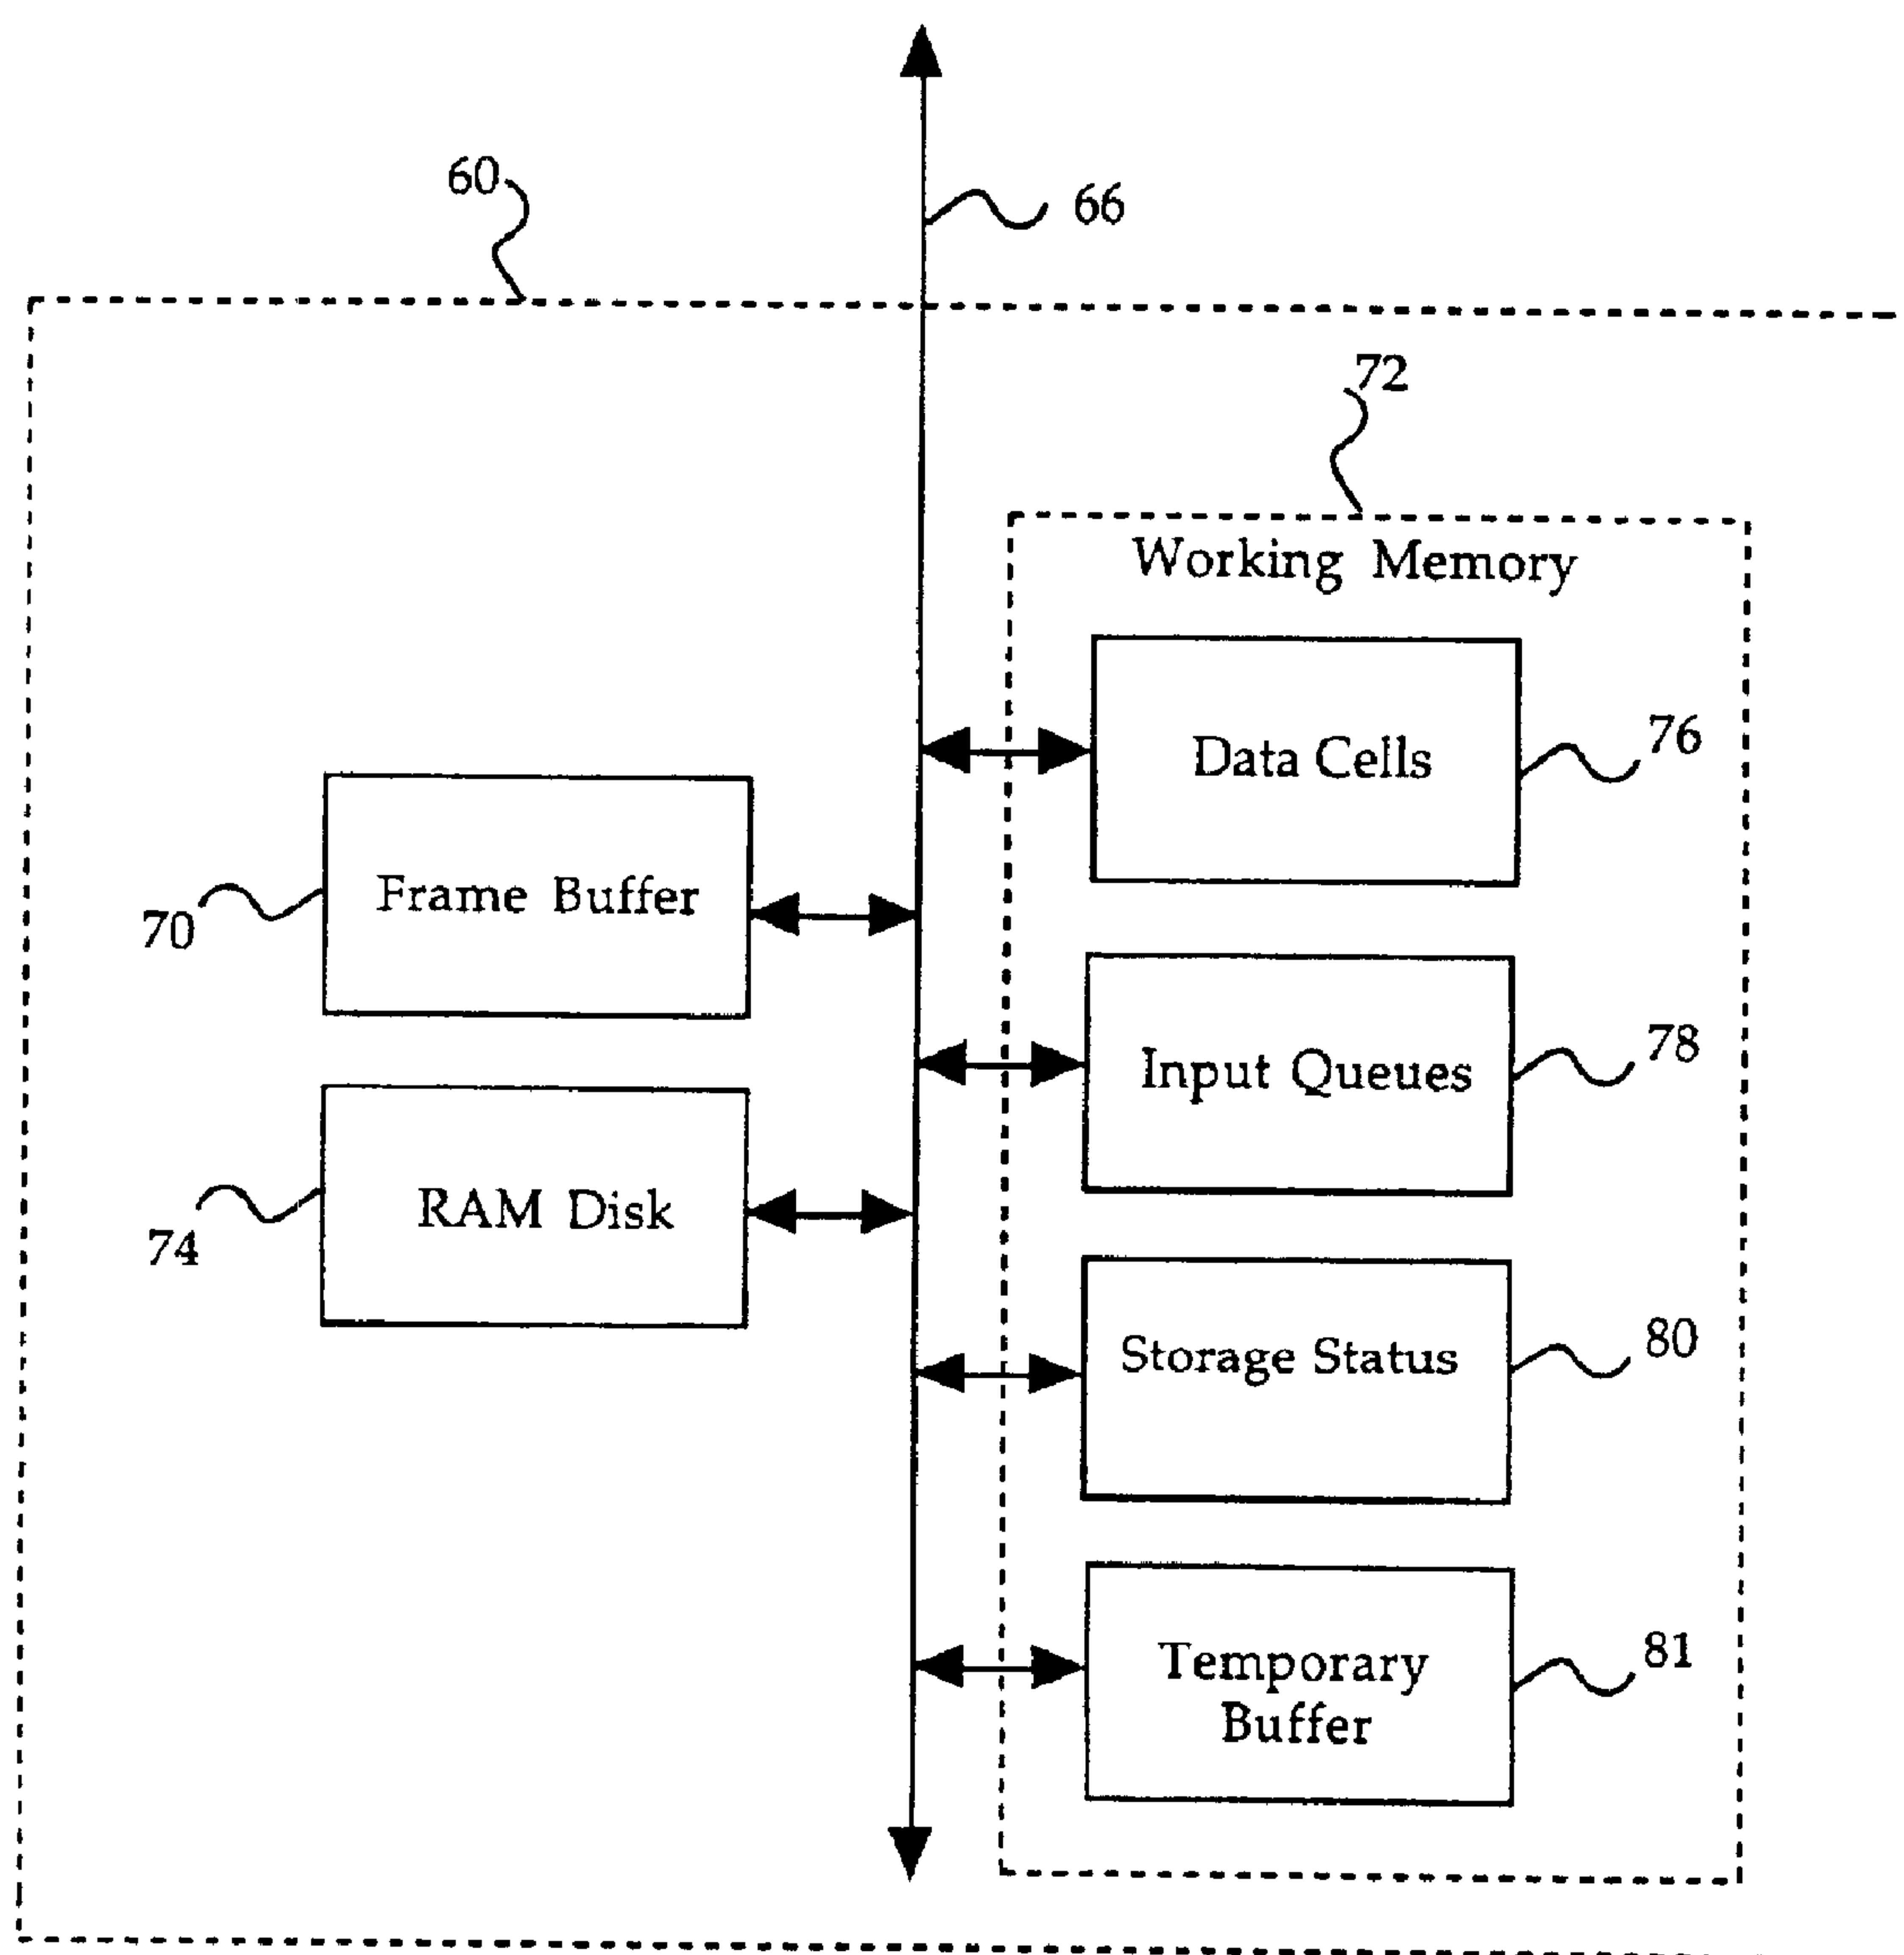 60
66
72
Working Memory
Data Cells
76
Frame Buffer
70
Input Queues
78
RAM Disk
74
Storage Status
80
Temporary
Buffer
81